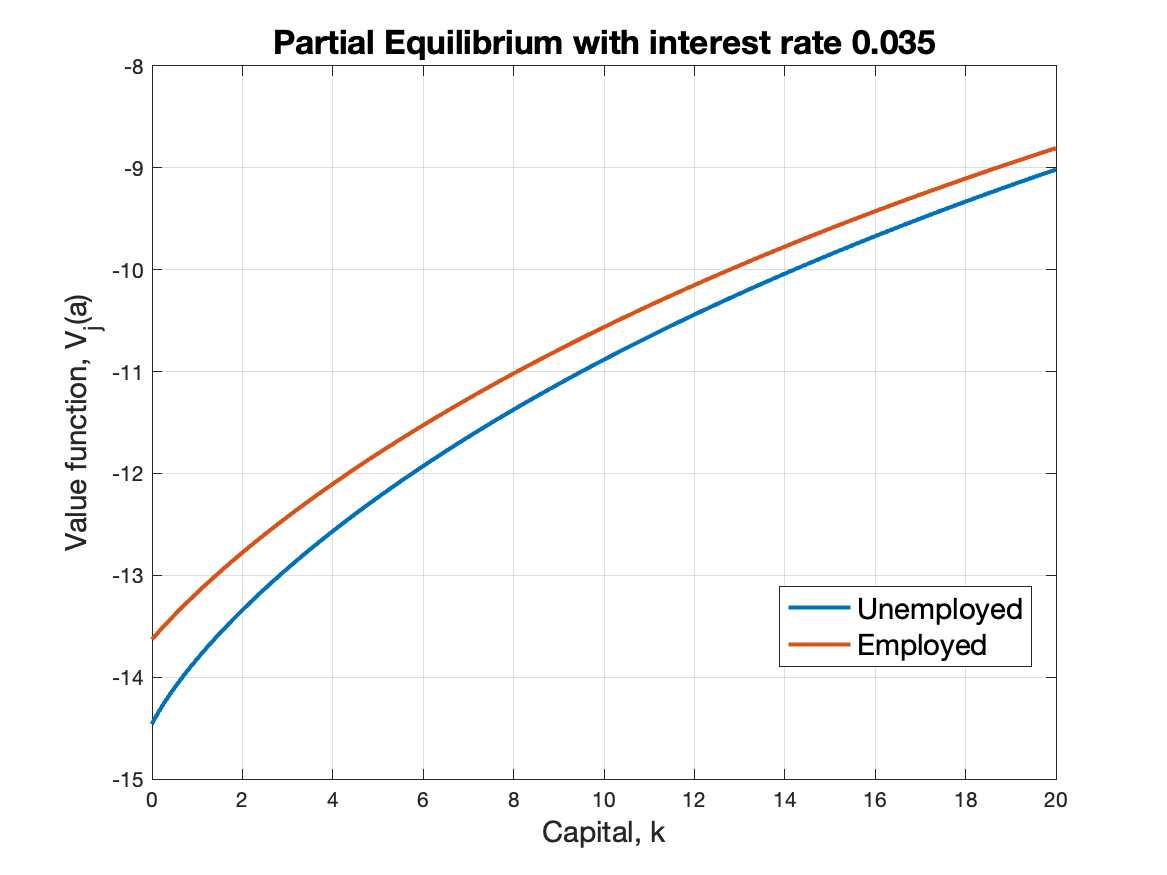 Partial Equilibrium with interest rate 0.035
Value function, V_j(a)
-8
-9
-10
-11
-12
-13
-14
-15
Unemployed
Employed
0 2 4 6 8 10 12 14 16 18 20
Capital, k